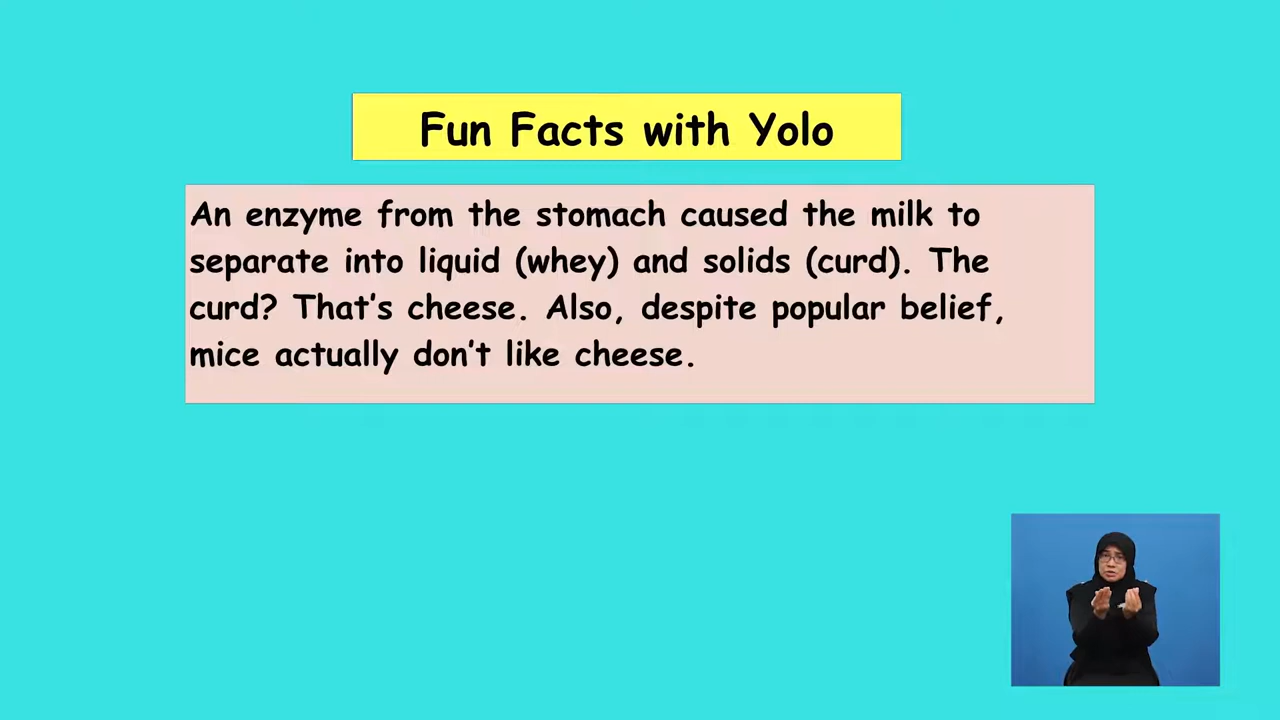 Fun Facts with Yolo
An enzyme from the stomach caused the milk to
separate into liquid (whey) and solids (curd). The
curd? That's cheese. Also, despite popular belief,
mice actually don't like cheese.